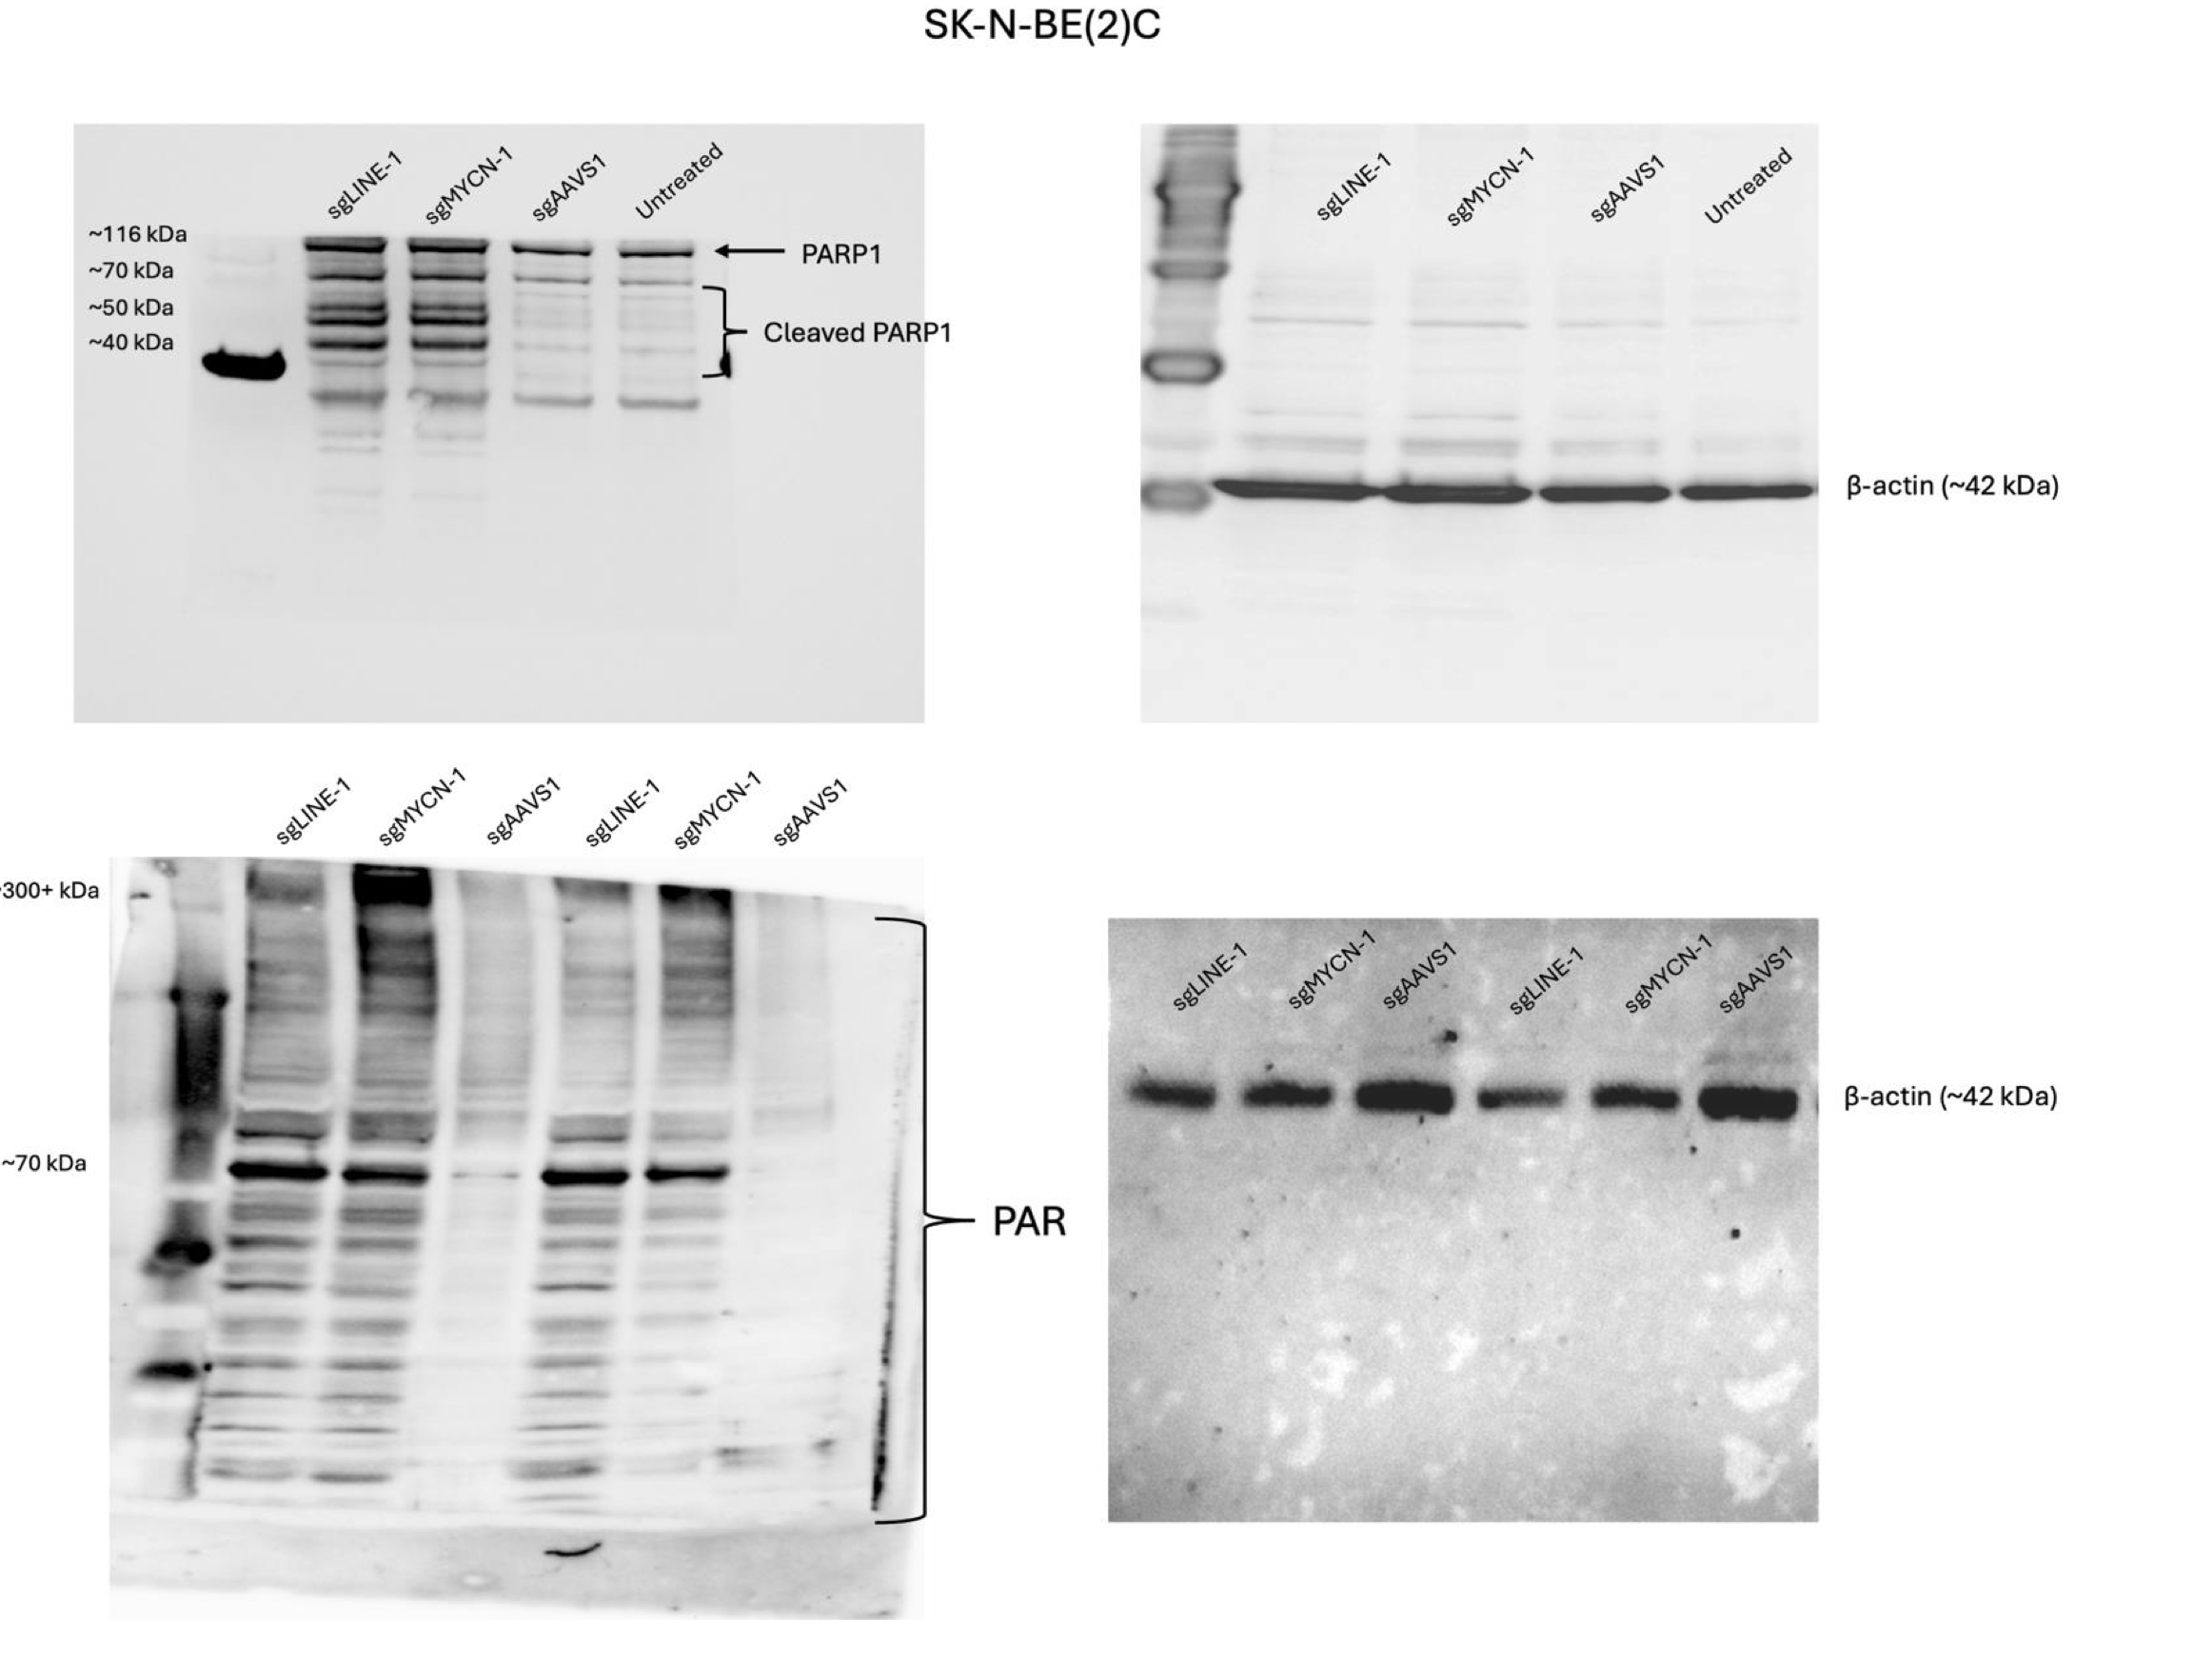 SK-N-BE(2)C
sgLINE-1
sgMYCN-1
sgAAVS1
Untreated
~116 kDa
~70 kDa
~50 kDa
~40 kDa
PARP1
Cleaved PARP1
sgLINE-1
sgMYCN-1
sgAAVS1
Untreated
β-actin (~42 kDa)
sgLINE-1
sgMYCN-1
sgAAVS1
sgLINE-1
sgMYCN-1
sgAAVS1
300+ kDa
~70 kDa
PAR
sgLINE-1
sgMYCN-1
sgAAVS1
sgLINE-1
sgMYCN-1
sgAAVS1
β-actin (~42 kDa)